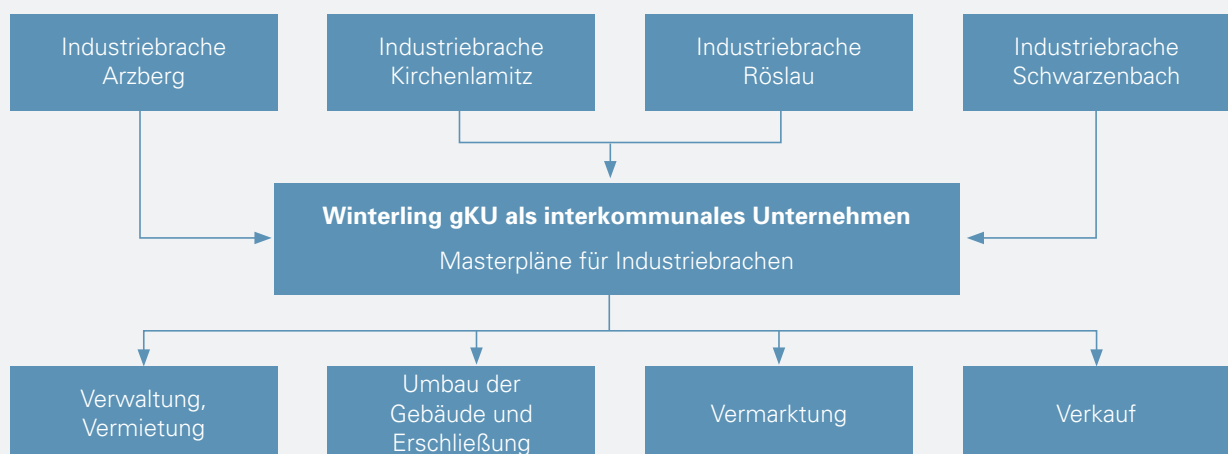 Industriebrache
Arzberg
Industriebrache
Kirchenlamitz
Industriebrache
Röslau
Industriebrache
Schwarzenbach
Winterling gKU als interkommunales Unternehmen
Masterpläne für Industriebrachen
Verwaltung,
Vermietung
Umbau der
Gebäude und
Erschließung
Vermarktung
Verkauf